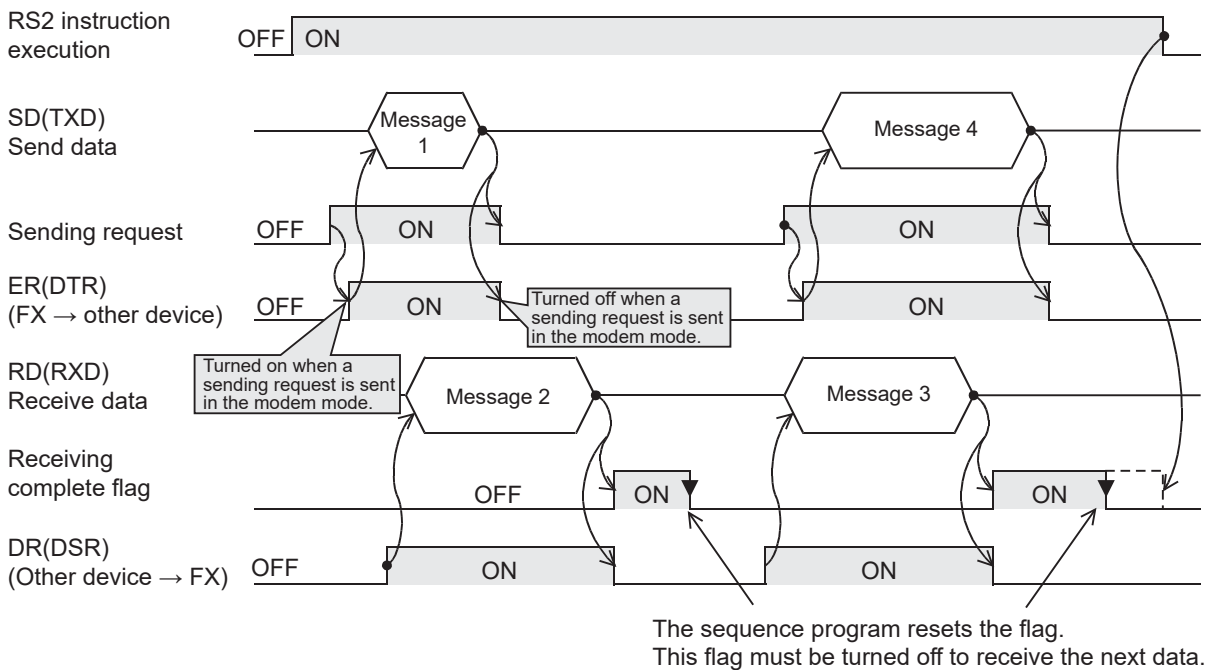 RS2 instruction
execution
OFF
ON
SD(TXD)
Send data
Message
1
Message 4
Sending request
OFF
ON
ON
ER(DTR)
(FX → other device)
OFF
ON
Turned off when a
sending request is sent
in the modem mode.
ON
Turned on when a
sending request is sent
in the modem mode.
RD(RXD)
Receive data
Message 2
Message 3
Receiving
complete flag
OFF
ON
ON
DR(DSR)
(Other device → FX)
OFF
ON
ON
The sequence program resets the flag.
This flag must be turned off to receive the next data.